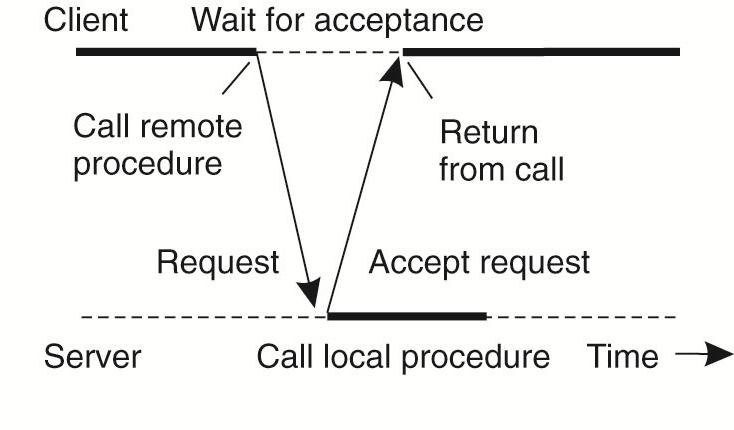 Client
Wait for acceptance
Call remote
procedure
Return
from call
Request
Accept request
Server
Call local procedure
Time